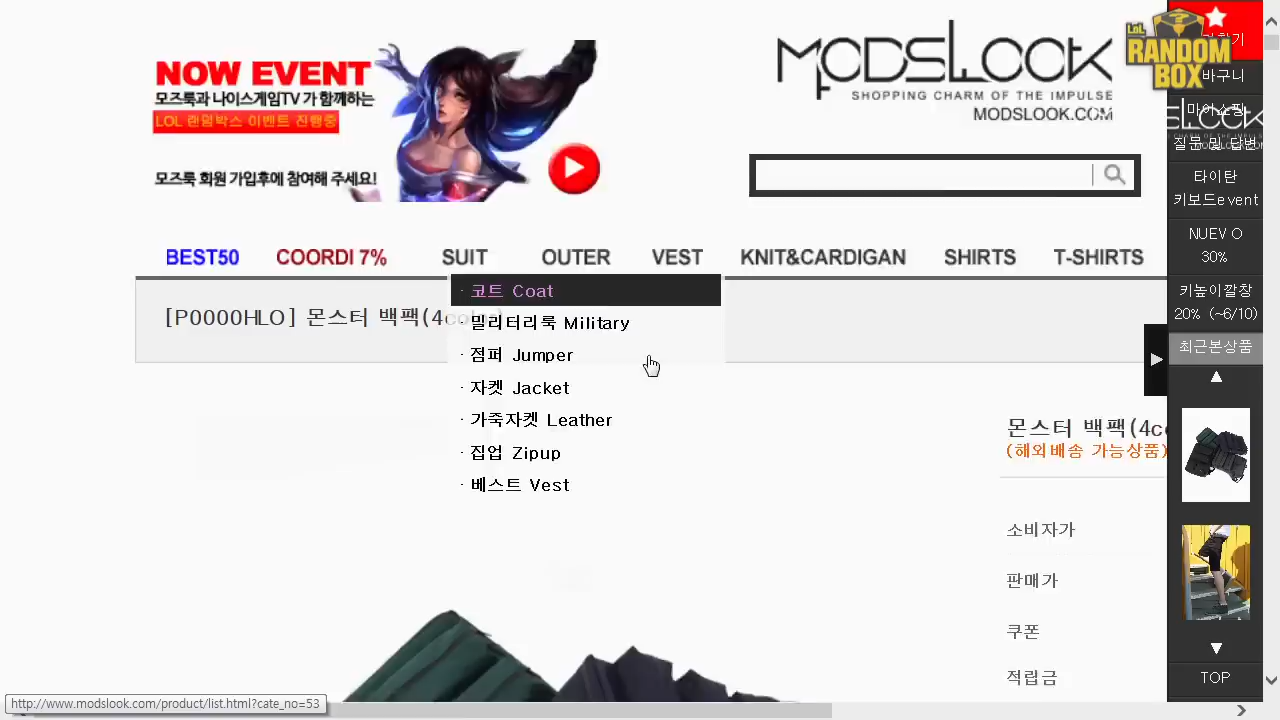 NOW EVENT
모즈룩과 나이스게임TV 가 함께하는
LOL 랜덤박스 이벤트 진행중
모즈룩 회원 가입후에 참여해 주세요!
MODSLOOK
SHOPPING CHARM OF THE IMPULSE
MODSLOOK.COM
LOL
RANDOM
BOX
바구니
마이쇼핑
질문 및 답변
타이탄
키보드event
NUEVO
30%
키높이깔창
20% (~6/10)
최근본상품
TOP
BEST50 COORDI 7% SUIT OUTER VEST KNIT&CARDIGAN SHIRTS T-SHIRTS
[P0000HLO] 몬스터 백팩(4co
· 코트 Coat
· 밀리터리룩 Military
· 점퍼 Jumper
· 자켓 Jacket
· 가죽자켓 Leather
· 집업 Zipup
· 베스트 Vest
몬스터 백팩(4co
(해외배송 가능상품)
소비자가
판매가
쿠폰
적립금
http://www.modslook.com/product/list.html?cate_no=53